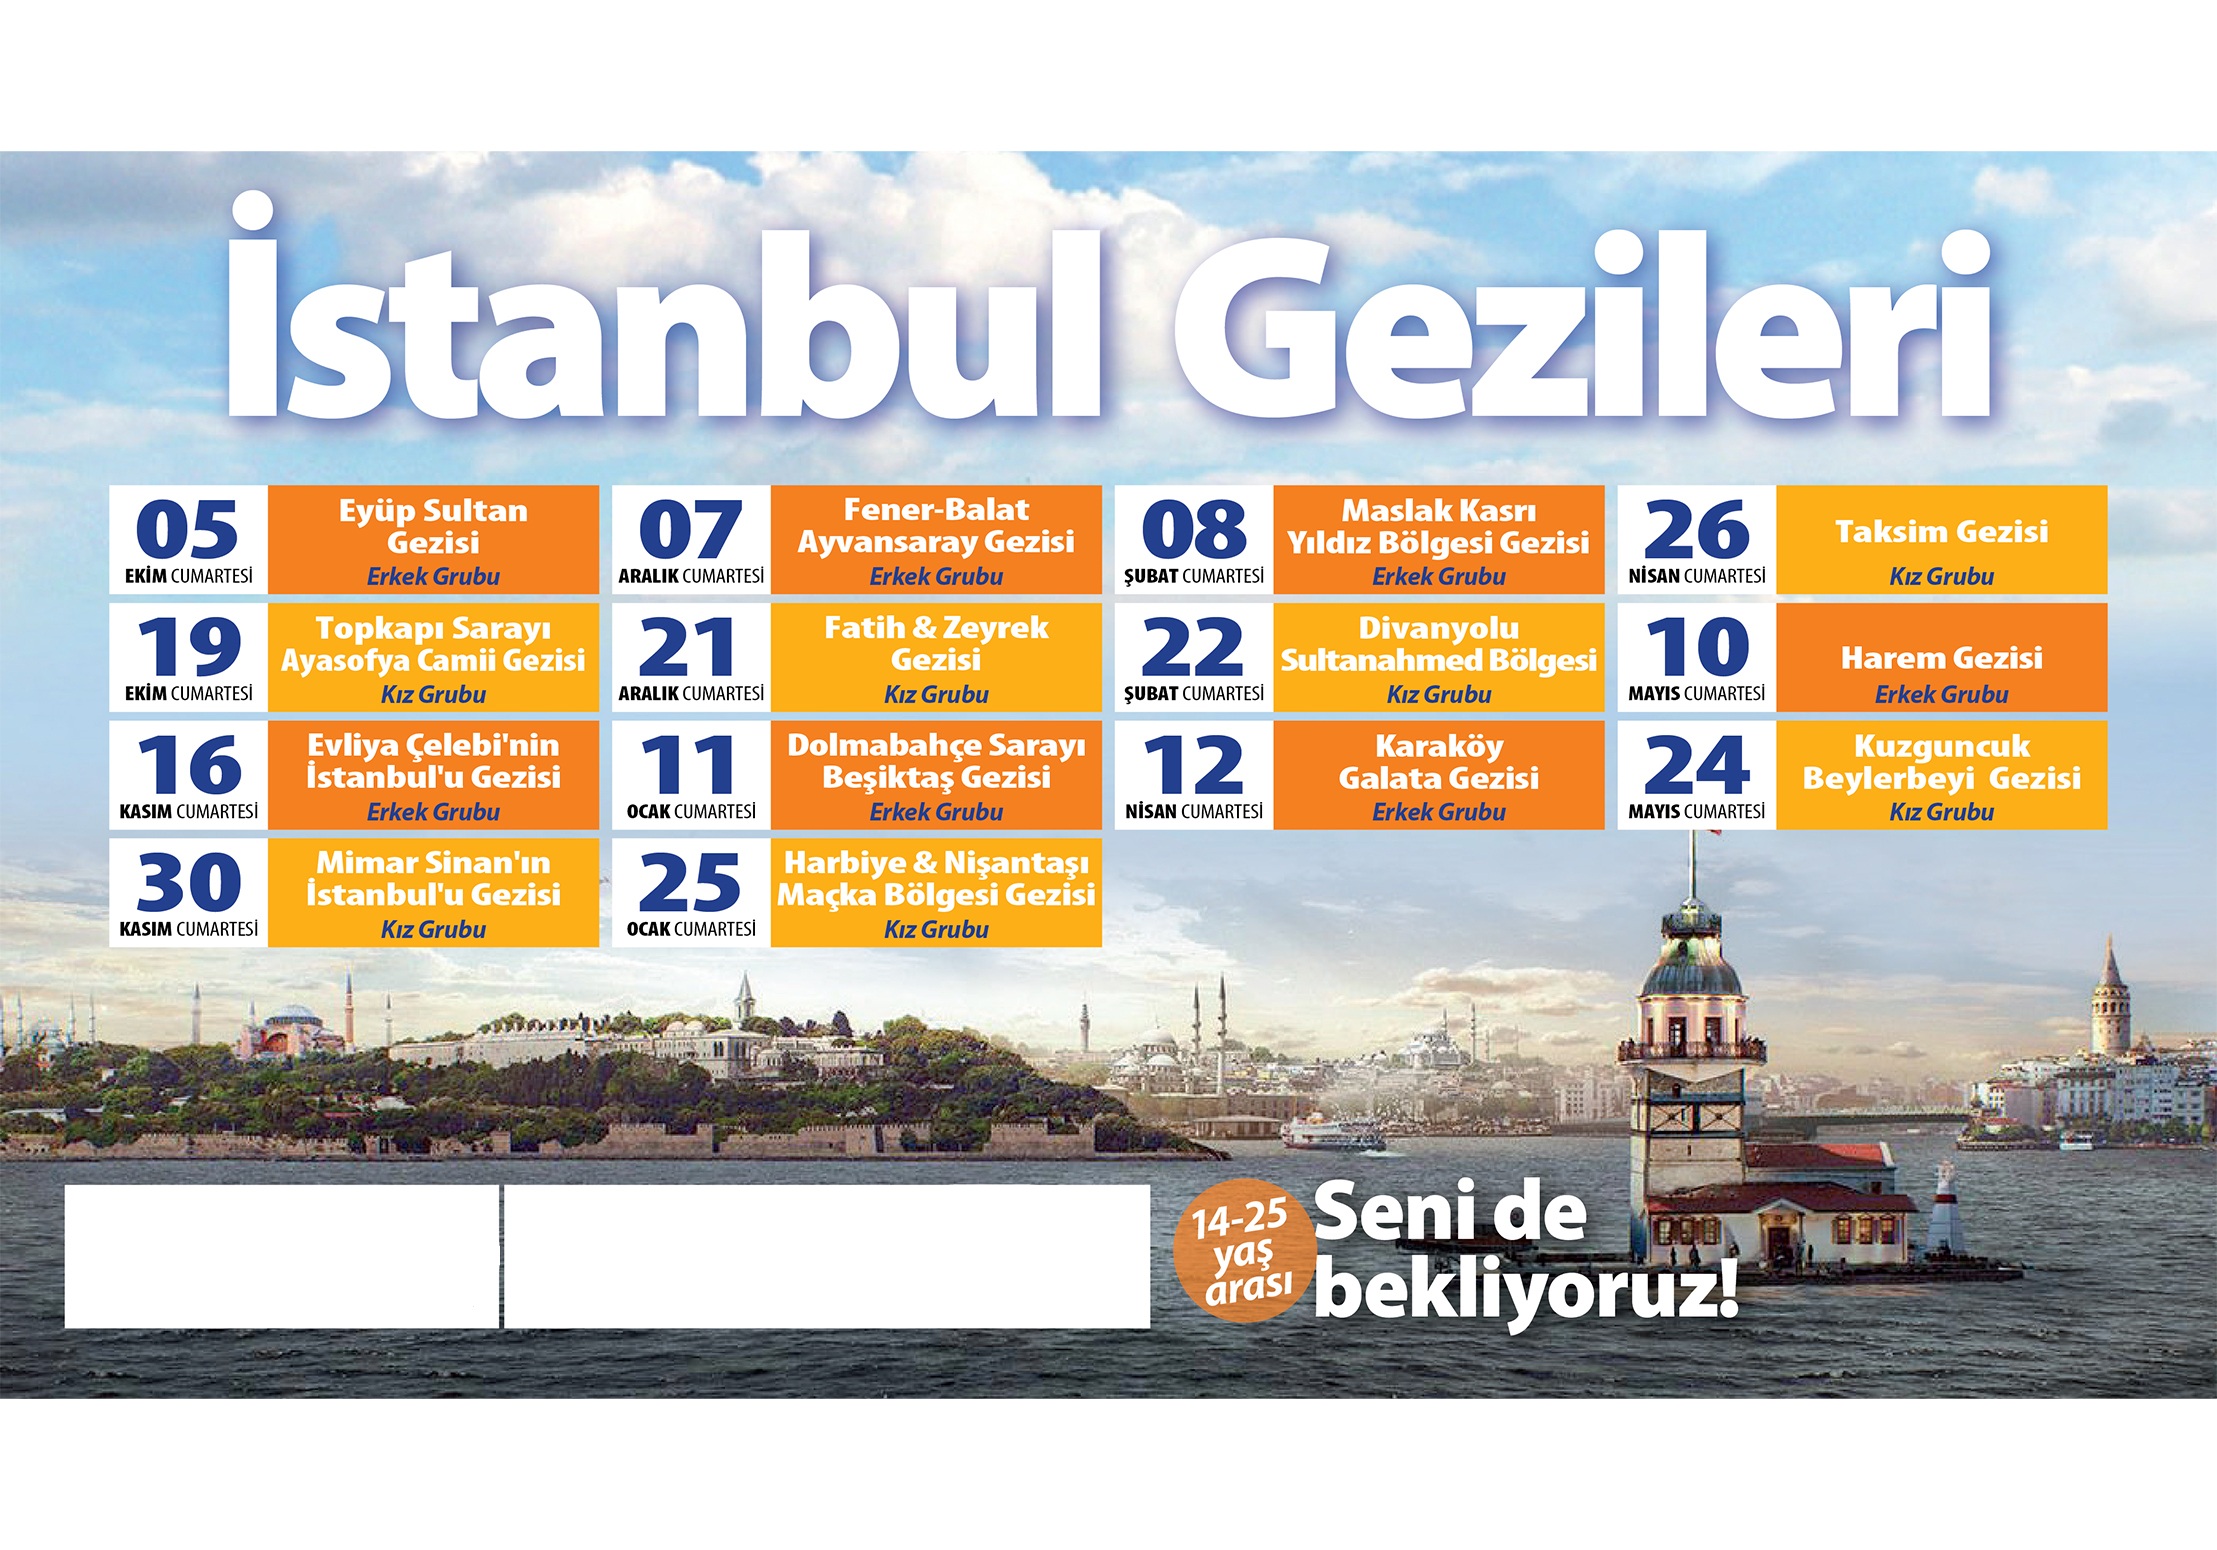 İstanbul Gezileri
05
EKİM CUMARTESİ
Eyüp Sultan
Gezisi
Erkek Grubu
19
EKİM CUMARTESİ
Topkapı Sarayı
Ayasofya Camii Gezisi
Kız Grubu
16
KASIM CUMARTESİ
Evliya Çelebi'nin
İstanbul'u Gezisi
Erkek Grubu
30
KASIM CUMARTESİ
Mimar Sinan'ın
İstanbul'u Gezisi
Kız Grubu
07
ARALIK CUMARTESİ
Fener-Balat
Ayvansaray Gezisi
Erkek Grubu
21
ARALIK CUMARTESİ
Fatih & Zeyrek
Gezisi
Kız Grubu
11
OCAK CUMARTESİ
Dolmabahçe Sarayı
Beşiktaş Gezisi
Erkek Grubu
25
OCAK CUMARTESİ
Harbiye & Nişantaşı
Maçka Bölgesi Gezisi
Kız Grubu
08
ŞUBAT CUMARTESİ
Maslak Kasrı
Yıldız Bölgesi Gezisi
Erkek Grubu
22
ŞUBAT CUMARTESİ
Divanyolu
Sultanahmed Bölgesi
Kız Grubu
12
NİSAN CUMARTESİ
Karaköy
Galata Gezisi
Erkek Grubu
26
NİSAN CUMARTESİ
Taksim Gezisi
Kız Grubu
10
MAYIS CUMARTESİ
Harem Gezisi
Erkek Grubu
24
MAYIS CUMARTESİ
Kuzguncuk
Beylerbeyi  Gezisi
Kız Grubu
14-25
yaş
arası
Seni de
bekliyoruz!